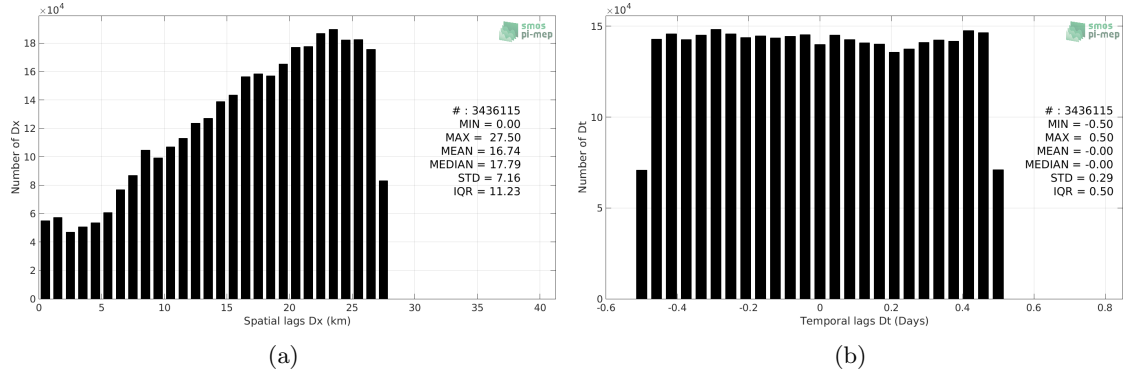 ×10⁴
18
16
14
12
10
8
6
4
2
0
Number of Dx
0 5 10 15 20 25 30 35 40
Spatial lags Dx (km)
smos
pi-mep
# : 3436115
MIN = 0.00
MAX = 27.50
MEAN = 16.74
MEDIAN = 17.79
STD = 7.16
IQR = 11.23
(a)
×10⁴
15
10
5
0
Number of Dt
-0.6 -0.4 -0.2 0 0.2 0.4 0.6 0.8
Temporal lags Dt (Days)
smos
pi-mep
# : 3436115
MIN = -0.50
MAX = 0.50
MEAN = -0.00
MEDIAN = -0.00
STD = 0.29
IQR = 0.50
(b)